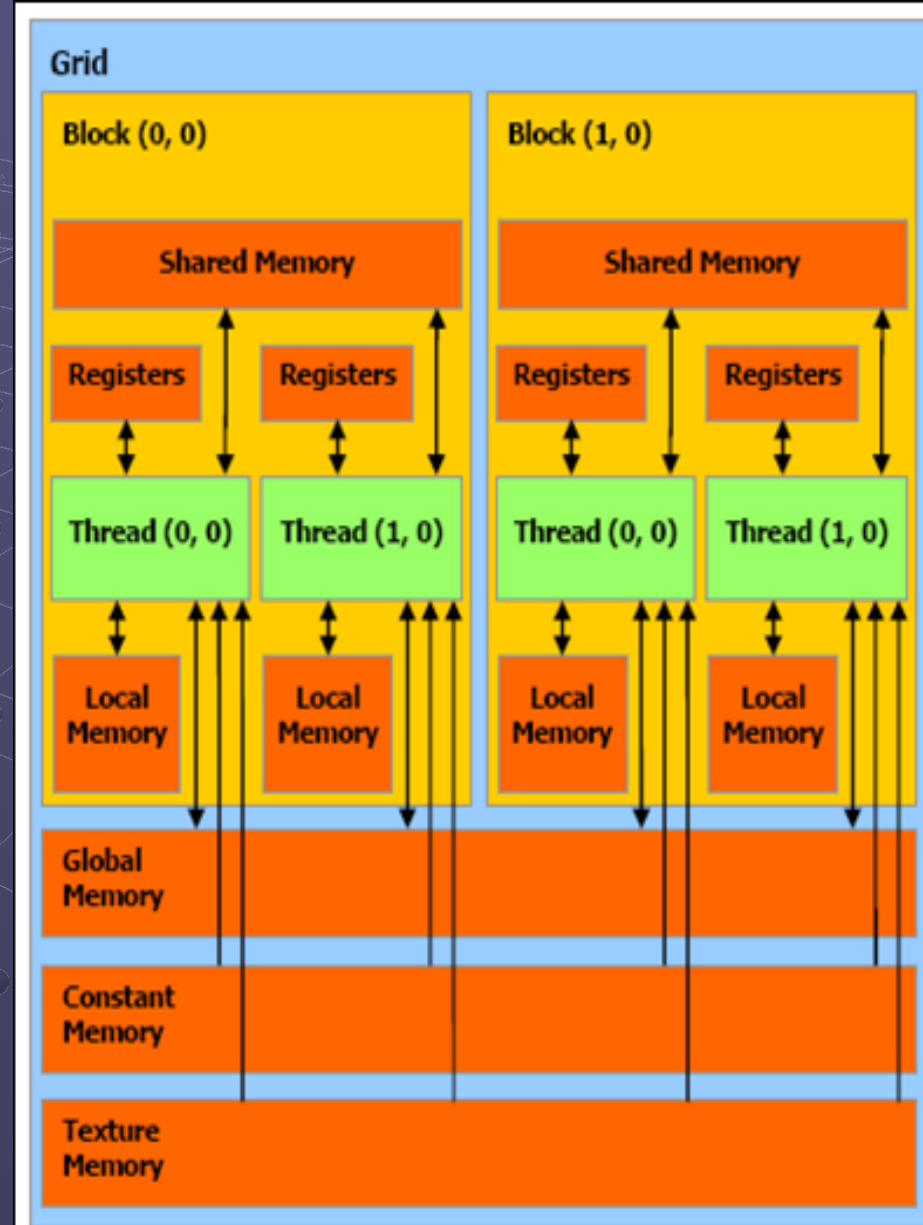 Grid
Block (0, 0)
Block (1, 0)
Shared Memory
Shared Memory
Registers
Registers
Registers
Registers
Thread (0, 0)
Thread (1, 0)
Thread (0, 0)
Thread (1, 0)
Local
Memory
Local
Memory
Local
Memory
Local
Memory
Global
Memory
Constant
Memory
Texture
Memory